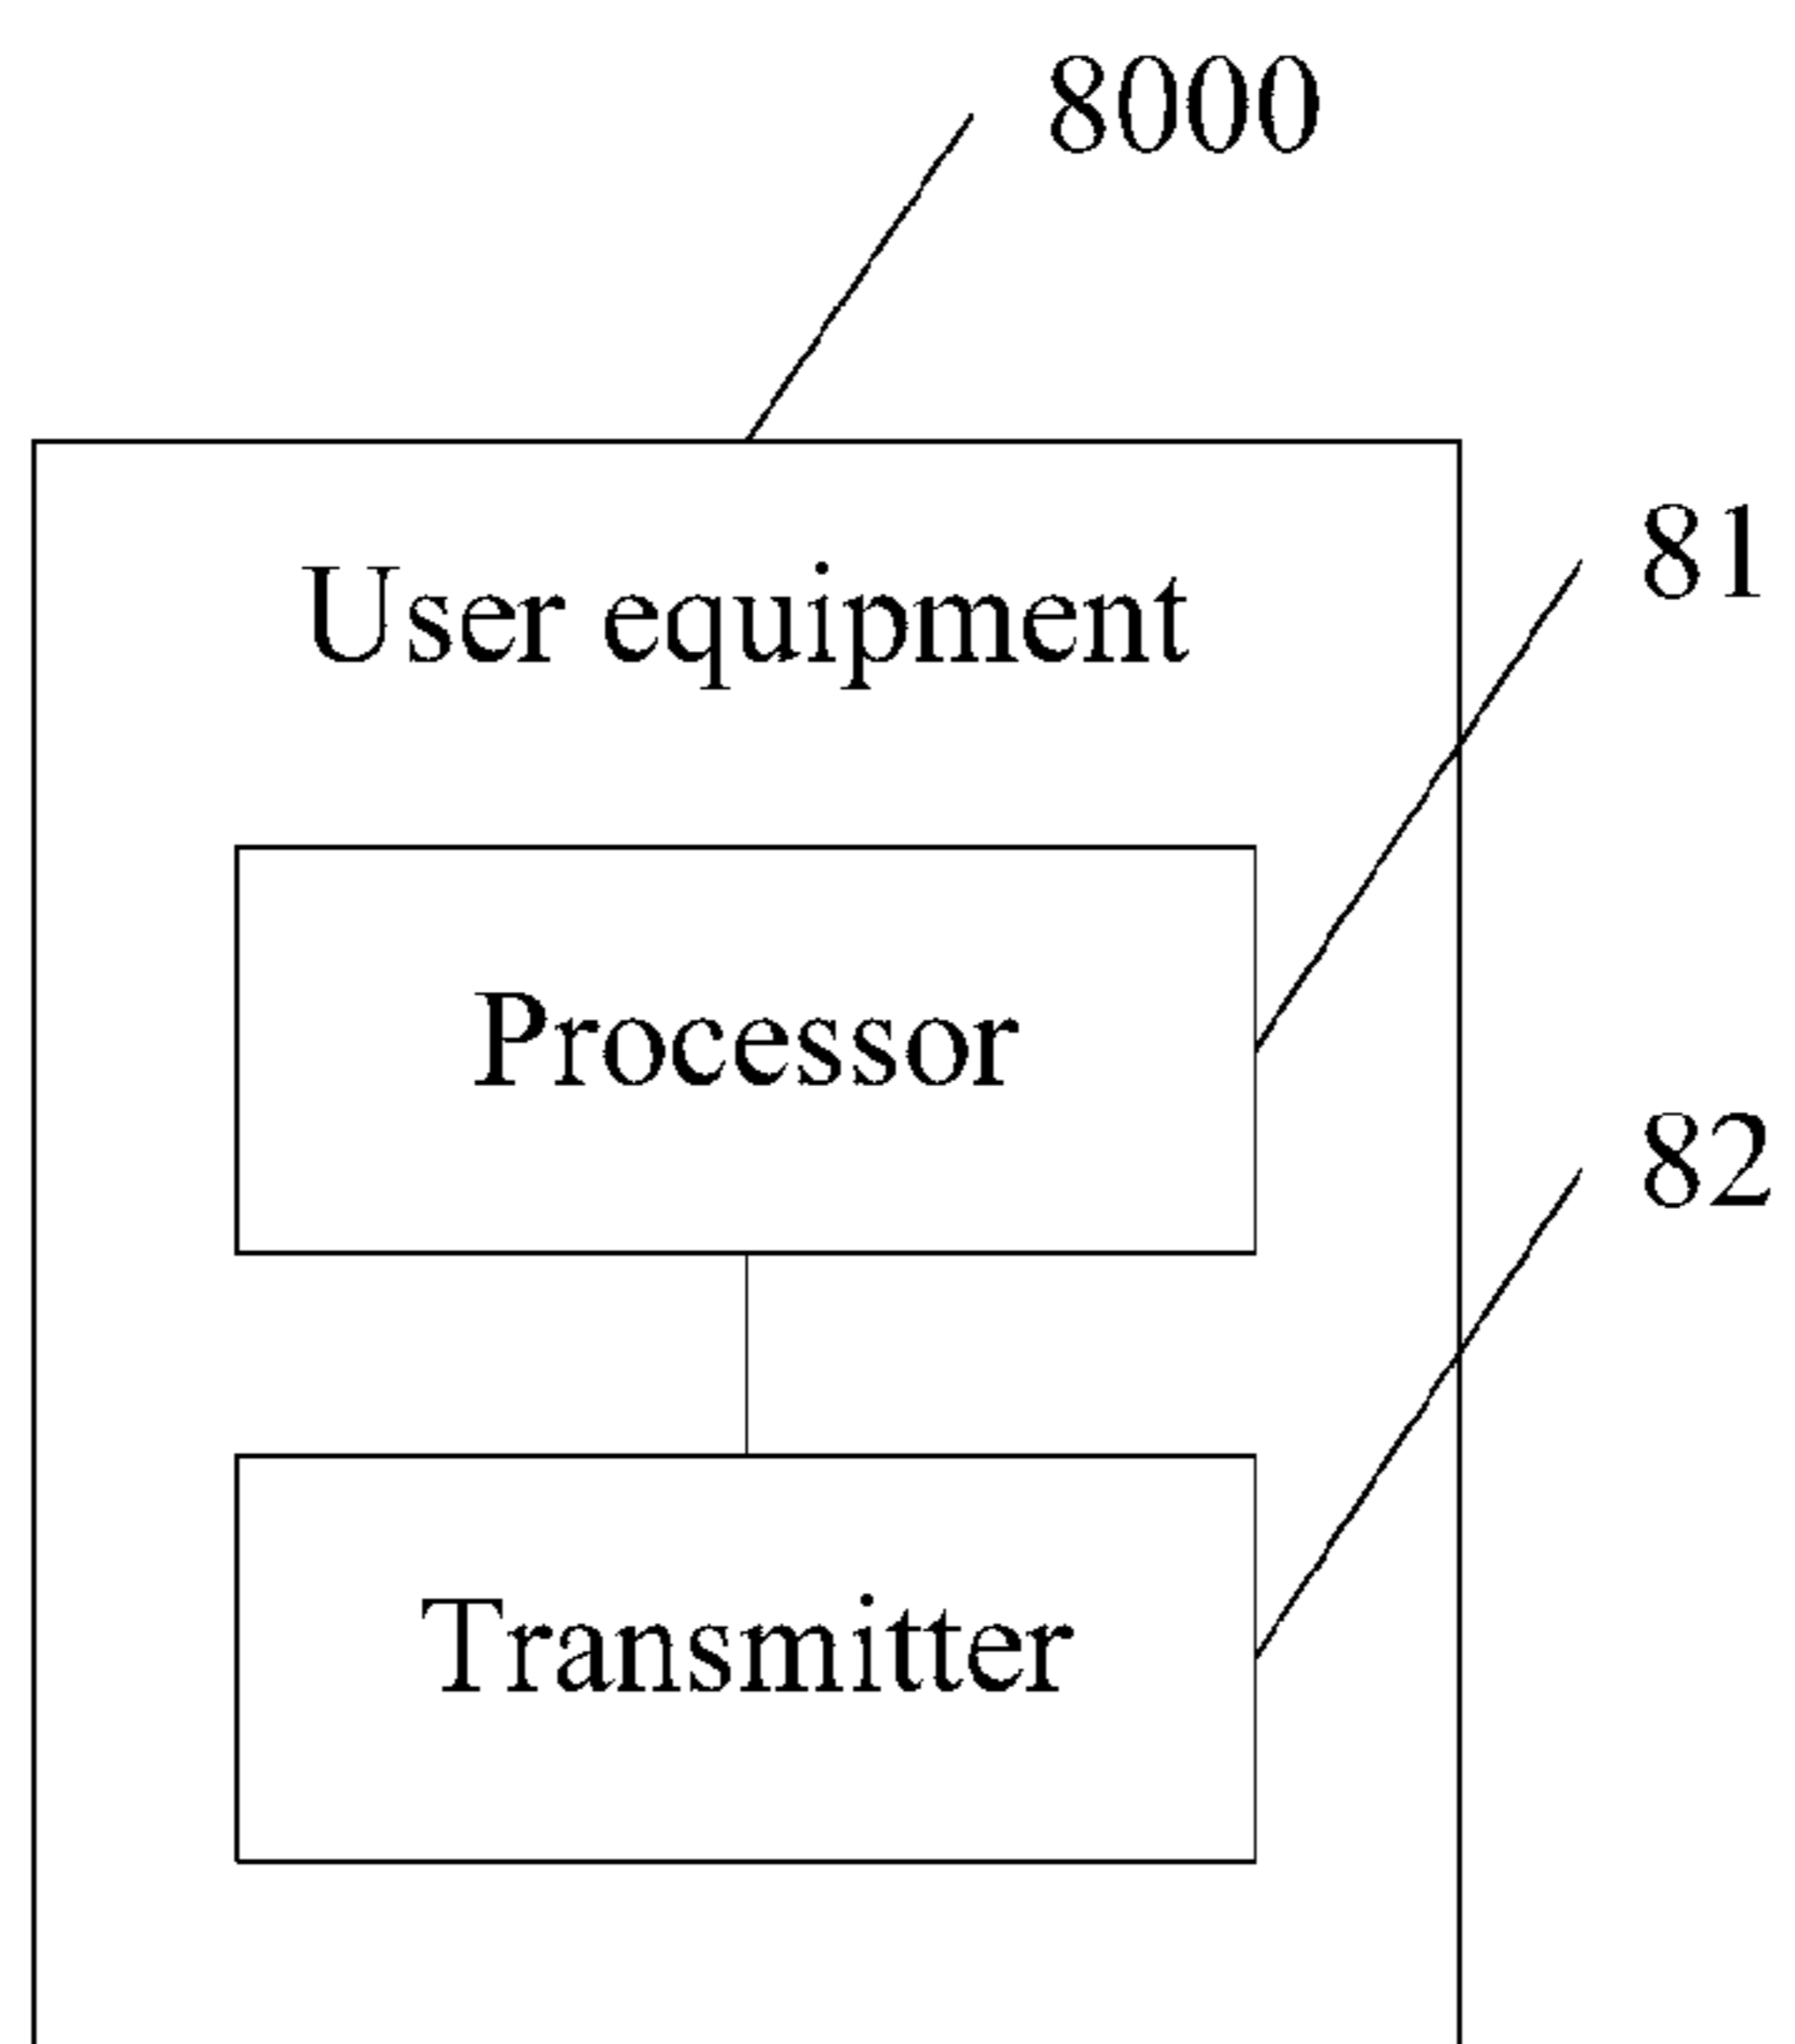 8000
User equipment
81
Processor
82
Transmitter